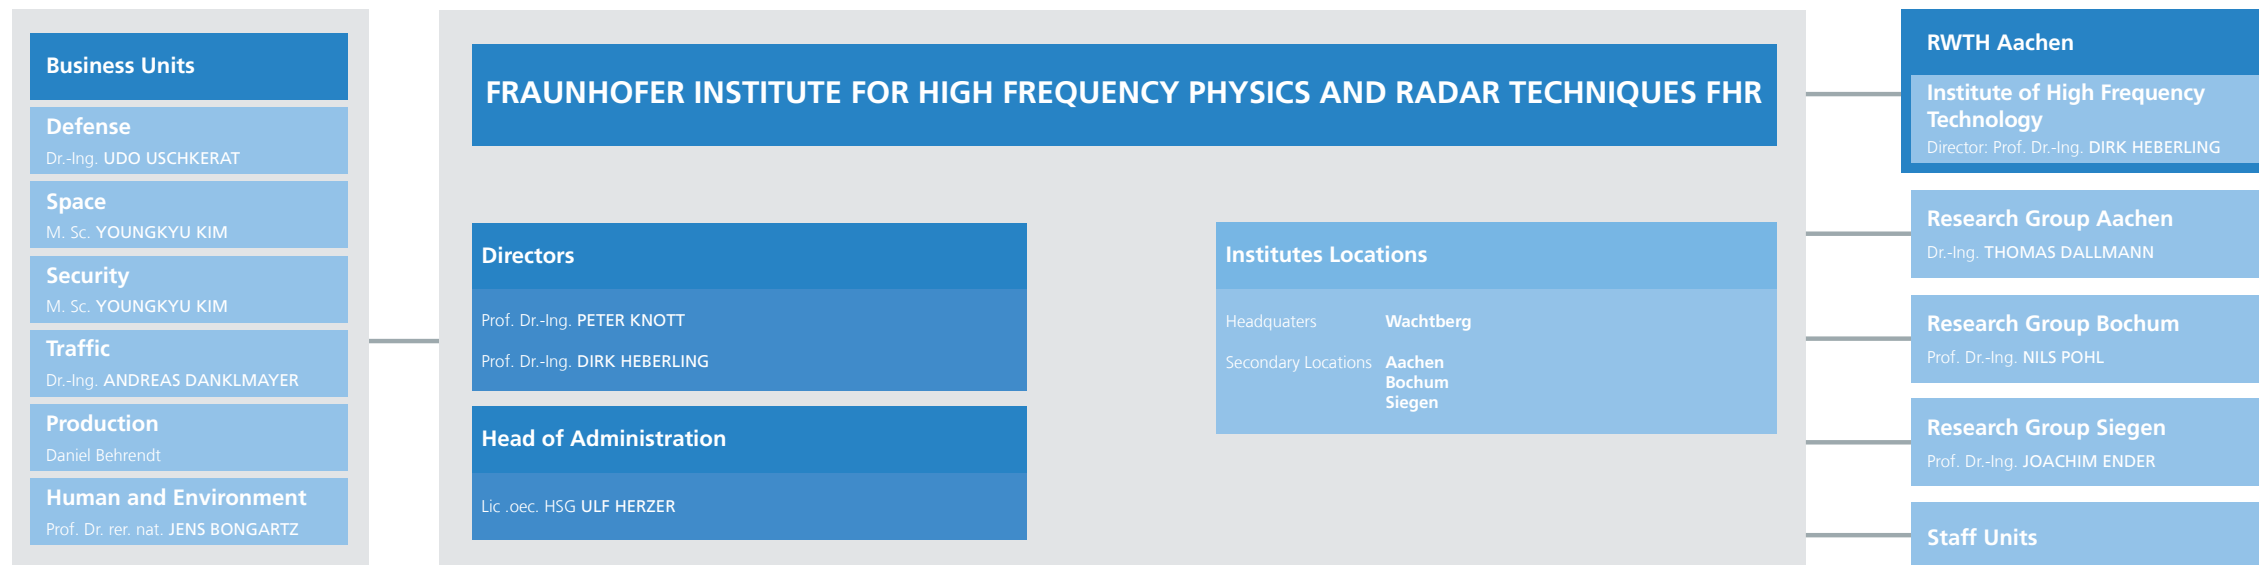 Business Units
Defense
Dr.-Ing. UDO USCHKERAT
Space
M. Sc. YOUNGKYU KIM
Security
M. Sc. YOUNGKYU KIM
Traffic
Dr.-Ing. ANDREAS DANKLMAYER
Production
Daniel Behrendt
Human and Environment
Prof. Dr. rer. nat. JENS BONGARTZ
FRAUNHOFER INSTITUTE FOR HIGH FREQUENCY PHYSICS AND RADAR TECHNIQUES FHR
Directors
Prof. Dr.-Ing. PETER KNOTT
Prof. Dr.-Ing. DIRK HEBERLING
Head of Administration
Lic .oec. HSG ULF HERZER
Institutes Locations
Headquaters Wachtberg
Secondary Locations Aachen
Bochum
Siegen
RWTH Aachen
Institute of High Frequency
Technology
Director: Prof. Dr.-Ing. DIRK HEBERLING
Research Group Aachen
Dr.-Ing. THOMAS DALLMANN
Research Group Bochum
Prof. Dr.-Ing. NILS POHL
Research Group Siegen
Prof. Dr.-Ing. JOACHIM ENDER
Staff Units